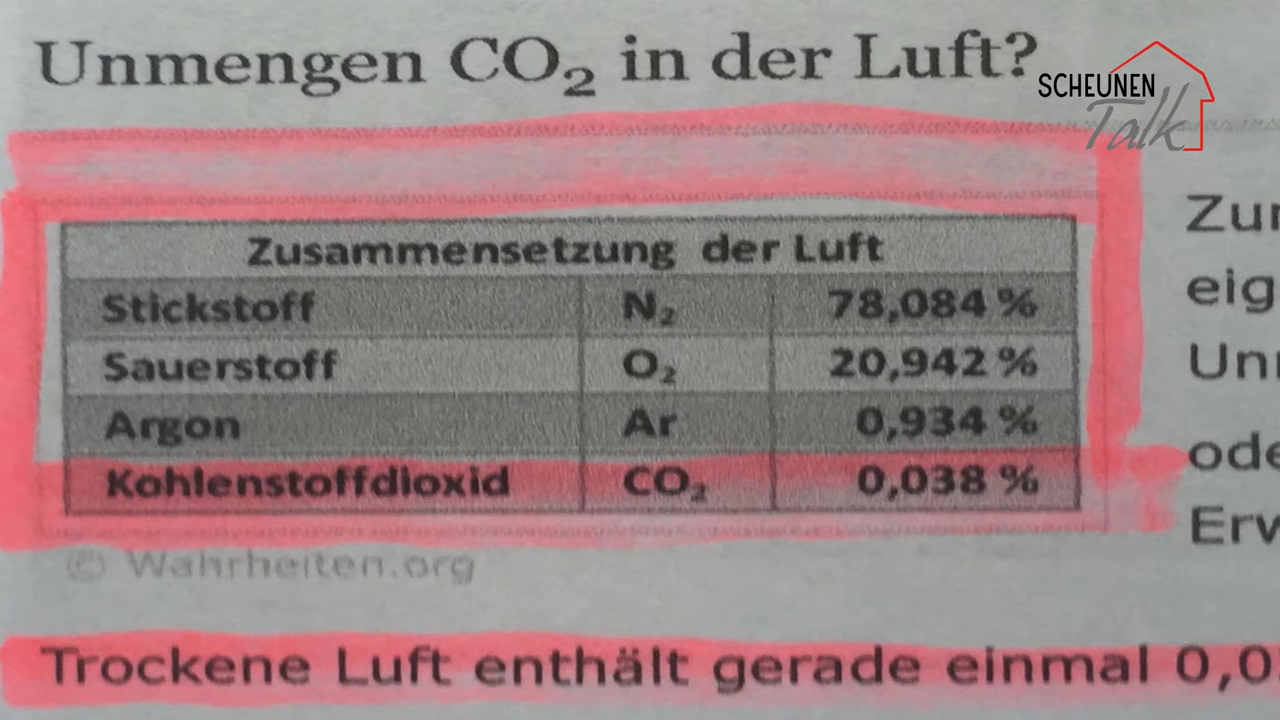 Unmengen CO₂ in der Luft?
SCHEUNEN
Talk
Zusammensetzung der Luft
Stickstoff N₂ 78,084 %
Sauerstoff O₂ 20,942 %
Argon Ar 0,934 %
Kohlenstoffdioxid CO₂ 0,038 %
© Wahrheiten.org
Trockene Luft enthält gerade einmal